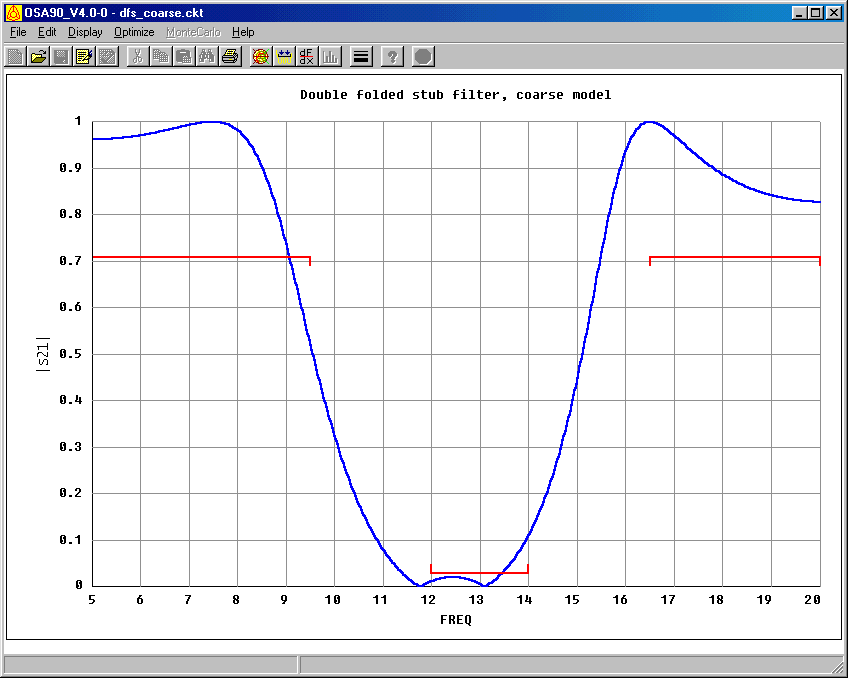 OSA90_V4.0-0 - dfs_coarse.ckt
File Edit Display Optimize MonteCarlo Help
Double folded stub filter, coarse model
1
0.9
0.8
0.7
0.6
0.5
0.4
0.3
0.2
0.1
0
|S21|
5 6 7 8 9 10 11 12 13 14 15 16 17 18 19 20
FREQ